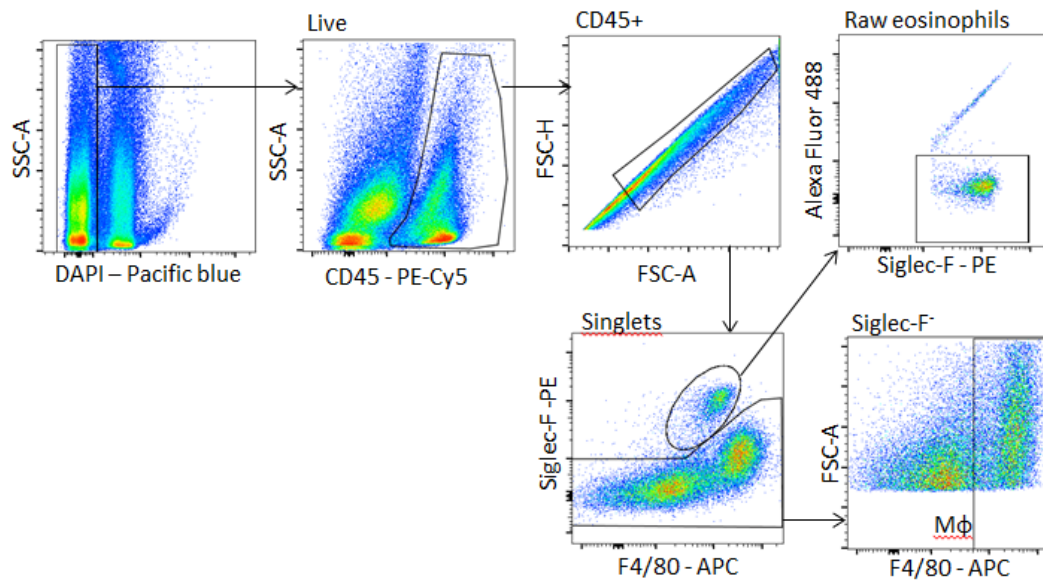 Live
CD45+
Raw eosinophils
SSC-A
SSC-A
FSC-H
Alexa Fluor 488
DAPI – Pacific blue
CD45 - PE-Cy5
FSC-A
Siglec-F - PE
Singlets
Siglec-F⁻
Siglec-F -PE
FSC-A
Mϕ
F4/80 - APC
F4/80 - APC